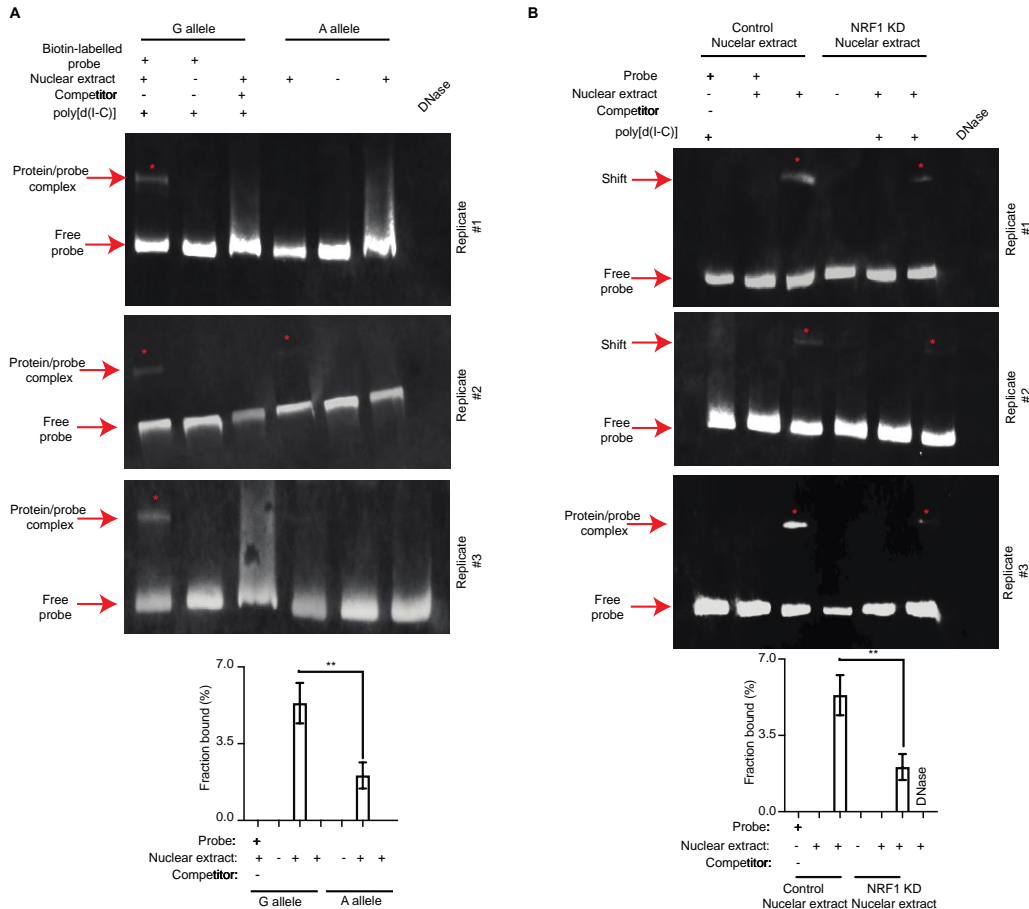 A
G allele
A allele
Biotin-labelled
probe
+ +
Nuclear extract
+ - + + - +
Competitor
- - +
poly[d(I-C)]
+ + +
DNase
Protein/probe
complex
*
Free
probe
Replicate
#1
Protein/probe
complex
* *
Free
probe
Replicate
#2
Protein/probe
complex
*
Free
probe
Replicate
#3
Fraction bound (%)
7.0
3.5
0.0
**
Probe:
+
Nuclear extract:
+ - + + - + +
Competitor:
-
G allele
A allele
B
Control
Nucelar extract
NRF1 KD
Nucelar extract
Probe
+ +
Nuclear extract
- + + - + +
Competitor
-
poly[d(I-C)]
+ + +
DNase
Shift
* *
Free
probe
Replicate
#1
Shift
* *
Free
probe
Replicate
#2
Protein/probe
complex
* *
Free
probe
Replicate
#3
Fraction bound (%)
7.0
3.5
0.0
**
DNase
Probe:
+
Nuclear extract:
- + + - + + +
Competitor:
-
Control
Nucelar extract
NRF1 KD
Nucelar extract